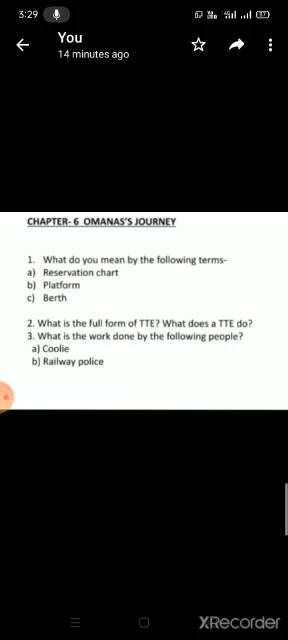 3:29
You
14 minutes ago
CHAPTER- 6 OMANAS'S JOURNEY
1. What do you mean by the following terms-
a) Reservation chart
b) Platform
c) Berth
2. What is the full form of TTE? What does a TTE do?
3. What is the work done by the following people?
a) Coolie
b) Railway police
XRecorder